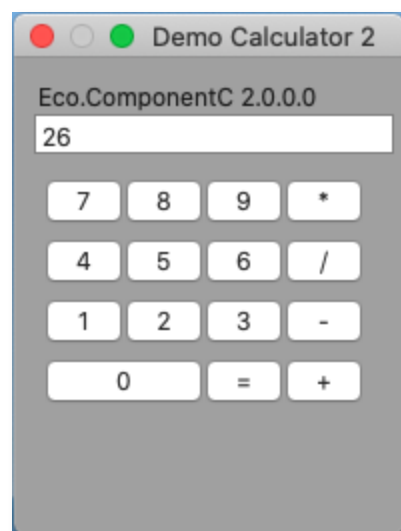 Demo Calculator 2
Eco.ComponentC 2.0.0.0
26
7 8 9 *
4 5 6 /
1 2 3 -
0 = +